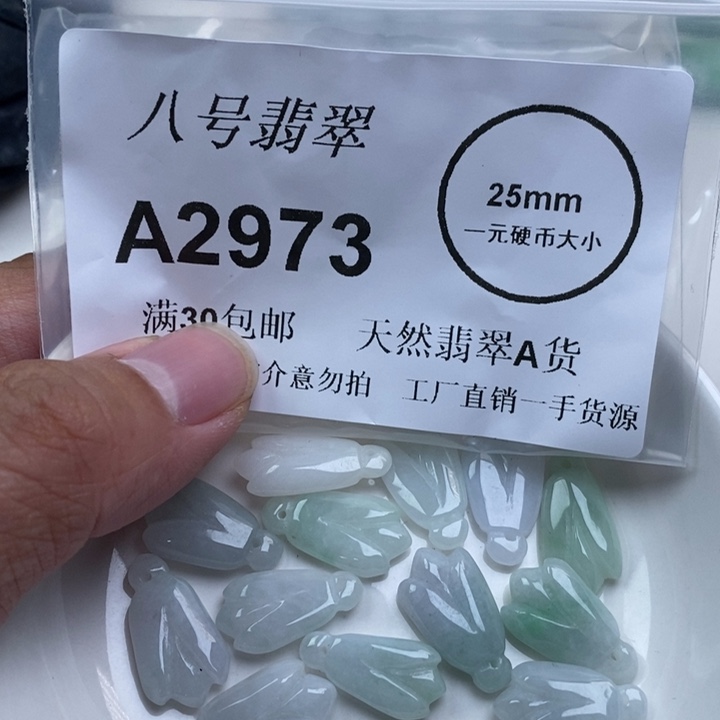 八号翡翠
A2973
25mm
一元硬币大小
满30包邮 天然翡翠A货
介意勿拍 工厂直销一手货源